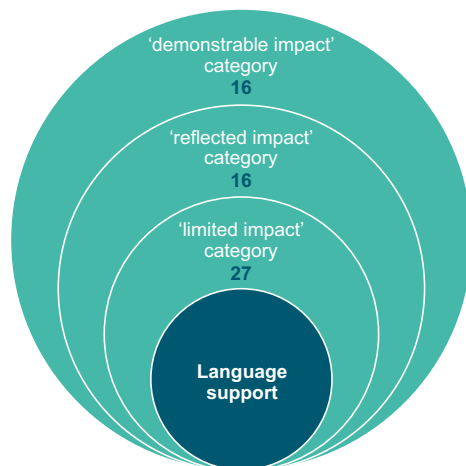 ‘demonstrable impact’
category
16
‘reflected impact’
category
16
‘limited impact’
category
27
Language
support